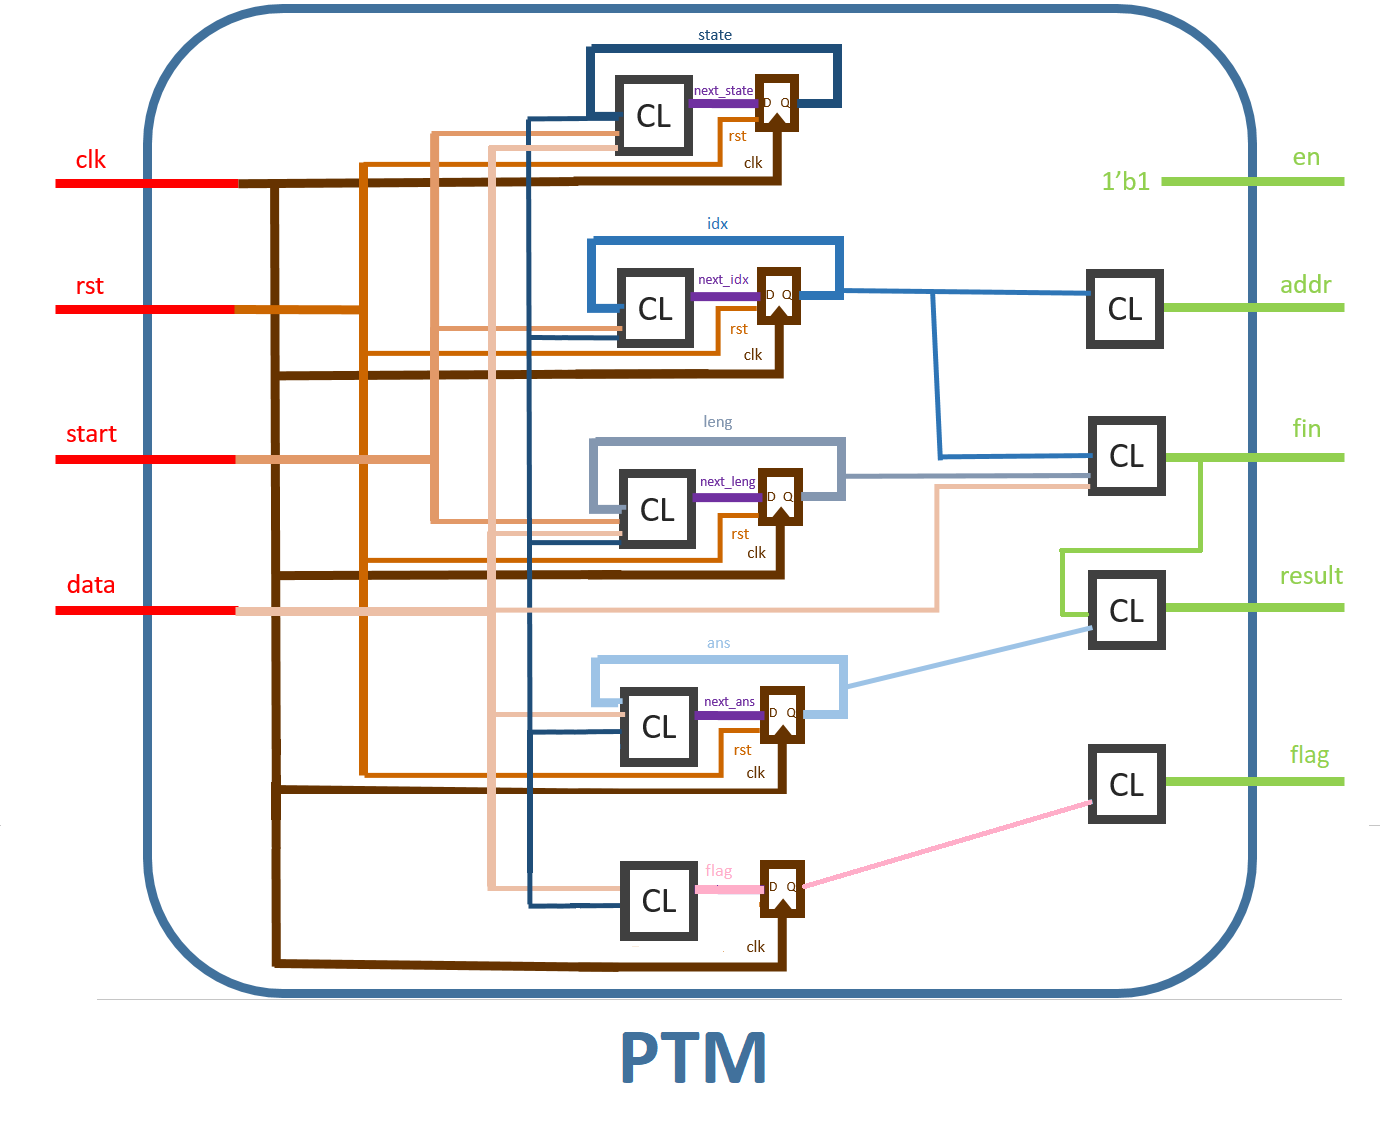 state
CL
next_state
D Q
rst
clk
clk
1’b1
en
idx
CL
next_idx
D Q
rst
clk
rst
CL
addr
leng
CL
next_leng
D Q
rst
clk
start
CL
fin
data
CL
result
ans
CL
next_ans
D Q
rst
clk
CL
flag
CL
flag
D Q
clk
PTM